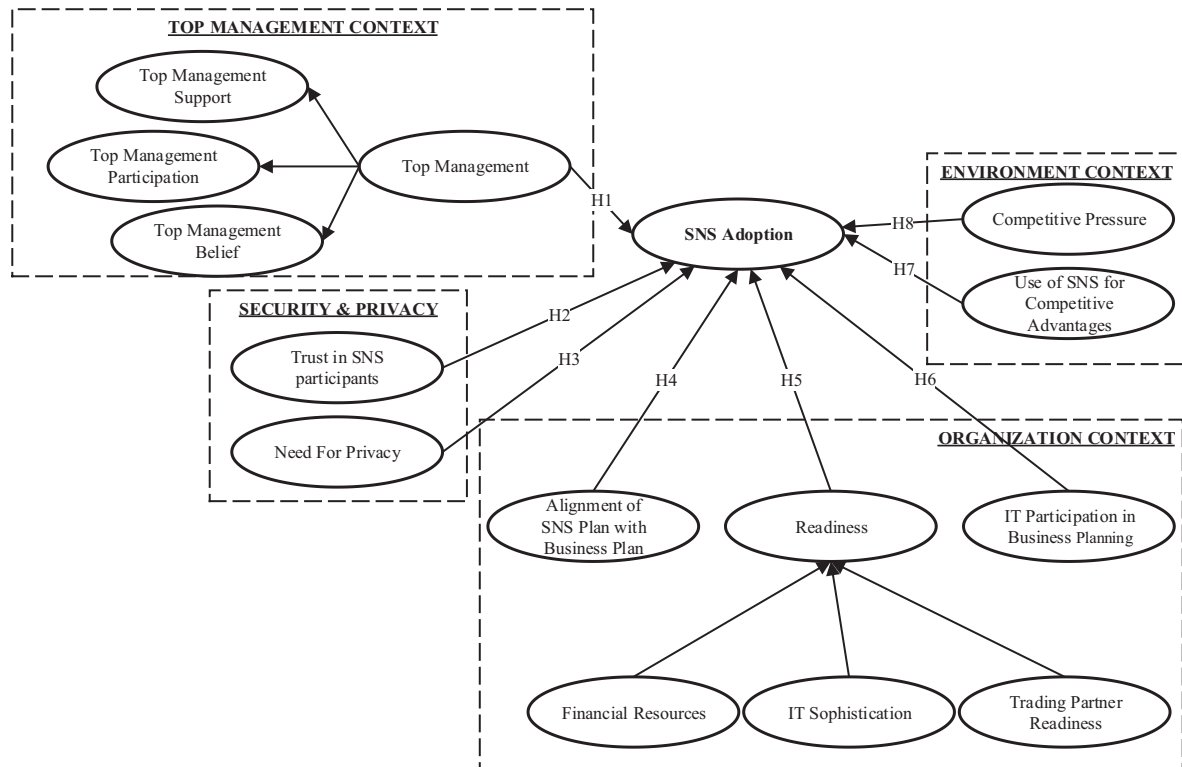 TOP MANAGEMENT CONTEXT
Top Management
Support
Top Management
Participation
Top Management
Top Management
Belief
H1
SNS Adoption
ENVIRONMENT CONTEXT
Competitive Pressure
H8
H7
Use of SNS for
Competitive
Advantages
SECURITY & PRIVACY
Trust in SNS
participants
Need For Privacy
H2
H3
H4
H5
H6
ORGANIZATION CONTEXT
Alignment of
SNS Plan with
Business Plan
Readiness
IT Participation in
Business Planning
Financial Resources
IT Sophistication
Trading Partner
Readiness